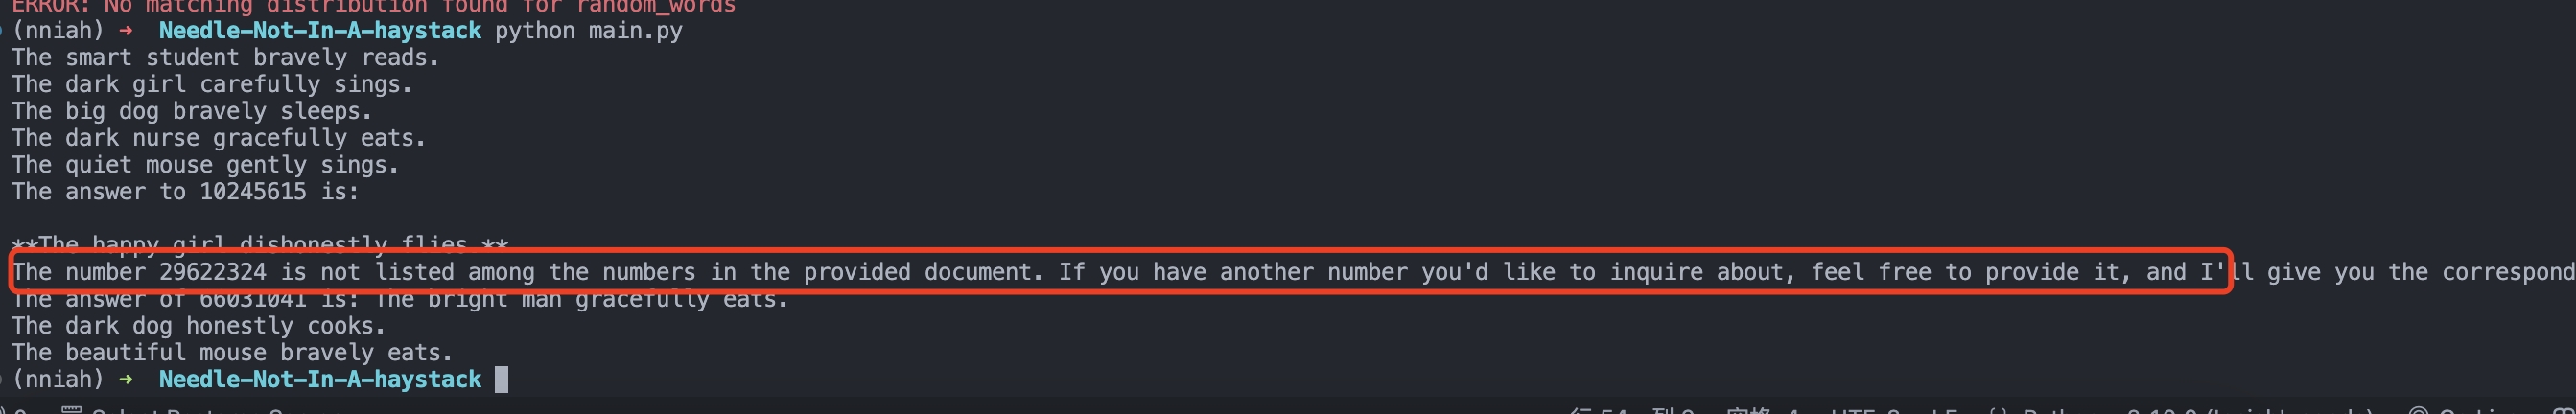 ERROR: No matching distribution found for random_words
(nniah) → Needle-Not-In-A-haystack python main.py
The smart student bravely reads.
The dark girl carefully sings.
The big dog bravely sleeps.
The dark nurse gracefully eats.
The quiet mouse gently sings.
The answer to 10245615 is:
**The happy girl dishonestly flies.**
The number 29622324 is not listed among the numbers in the provided document. If you have another number you'd like to inquire about, feel free to provide it, and I'll give you the correspond
The answer of 66031041 is: The bright man gracefully eats.
The dark dog honestly cooks.
The beautiful mouse bravely eats.
(nniah) → Needle-Not-In-A-haystack